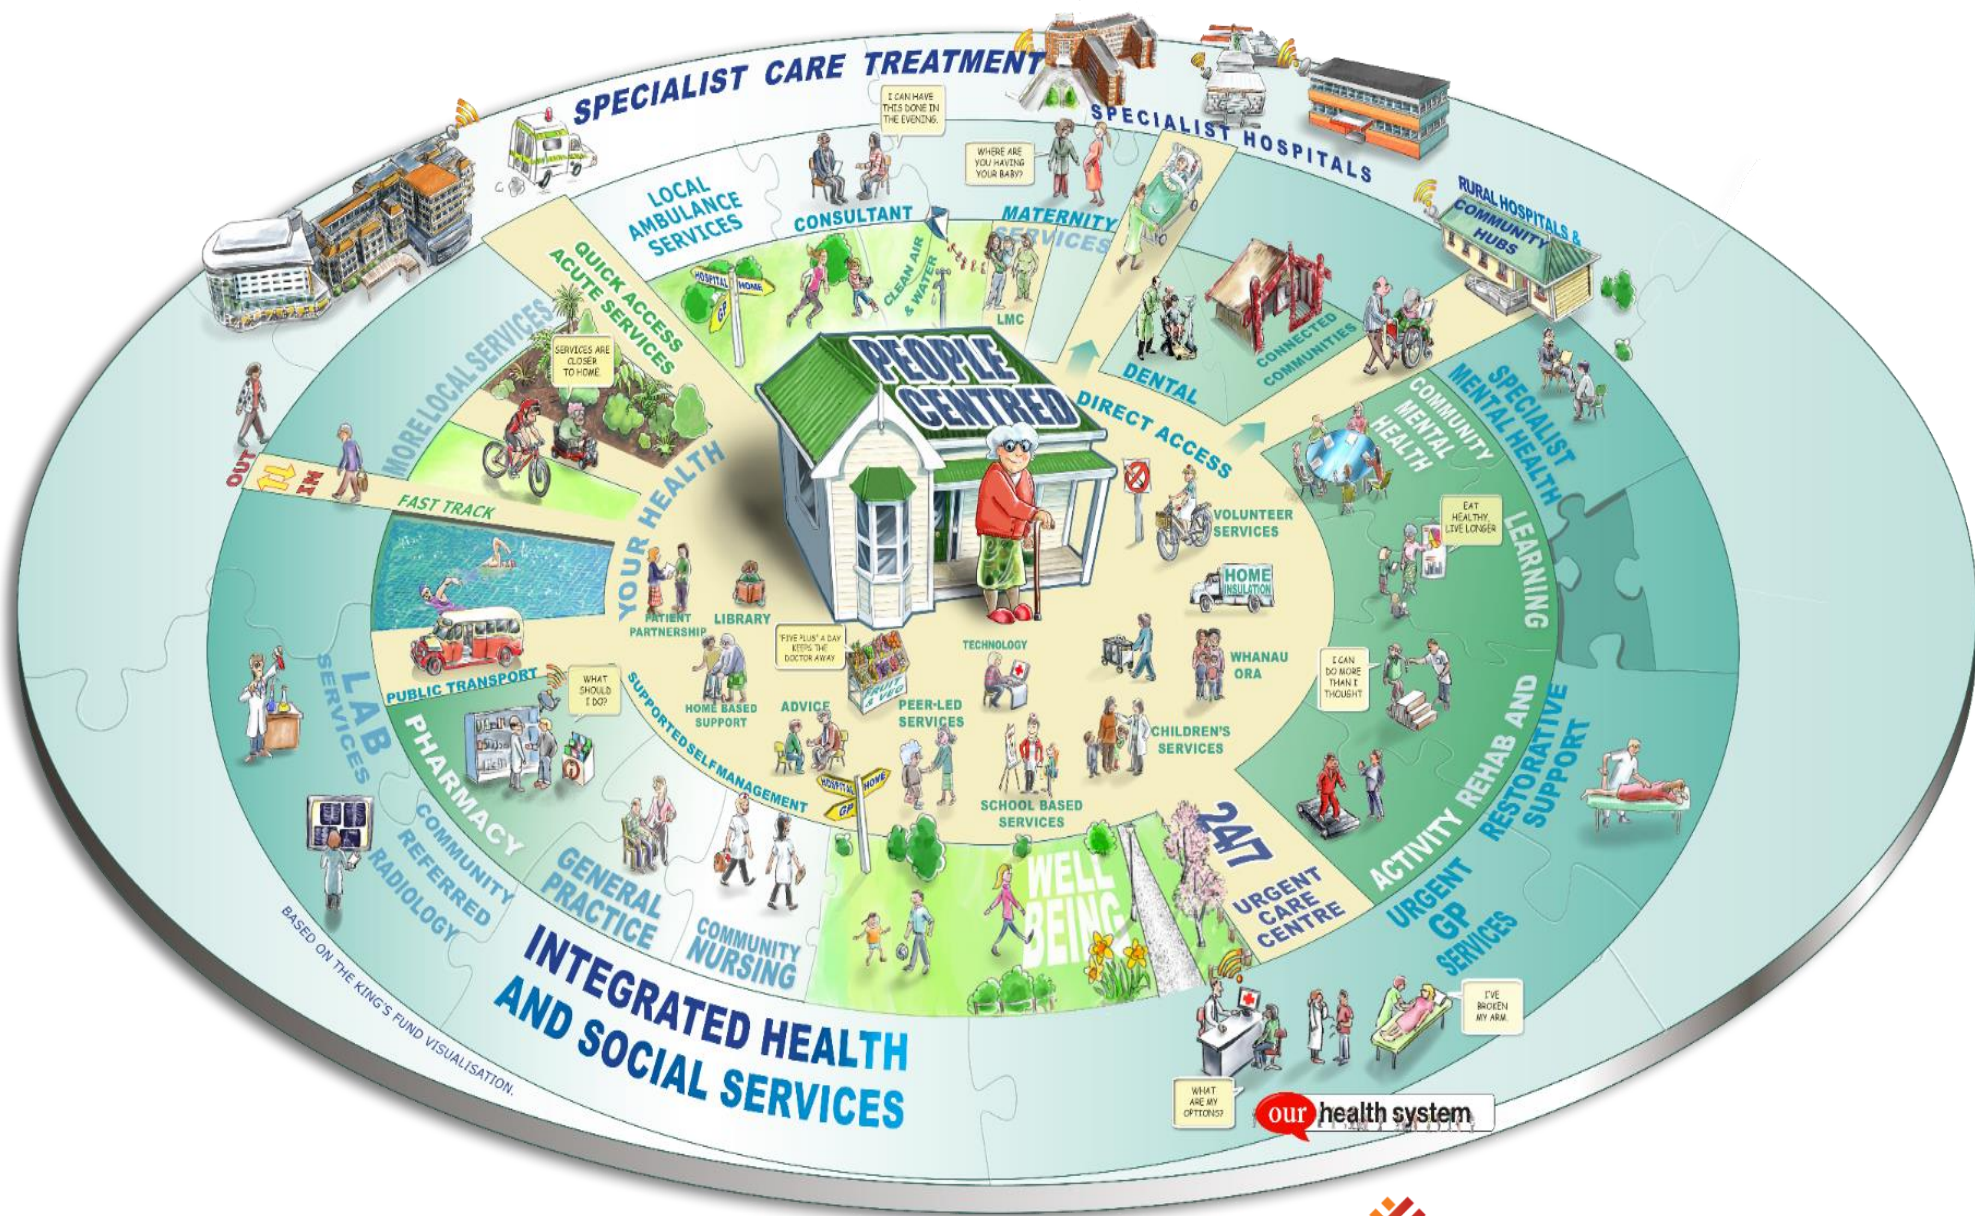 SPECIALIST CARE TREATMENT
I CAN HAVE
THIS DONE IN
THE EVENING.
SPECIALIST HOSPITALS
WHERE ARE
YOU HAVING
YOUR BABY?
RURAL HOSPITALS &
COMMUNITY
HUBS
LOCAL
AMBULANCE
SERVICES
CONSULTANT
MATERNITY
SERVICES
QUICK ACCESS
ACUTE SERVICES
HOSPITAL
HOME
GP
CLEAN AIR
& WATER
LMC
CONNECTED
COMMUNITIES
DENTAL
MORE LOCAL SERVICES
SERVICES ARE
CLOSER
TO HOME.
PEOPLE
CENTRED
DIRECT ACCESS
COMMUNITY
MENTAL
HEALTH
SPECIALIST
MENTAL HEALTH
OUT
IN
FAST TRACK
YOUR HEALTH
VOLUNTEER
SERVICES
EAT
HEALTHY,
LIVE LONGER
LEARNING
HOME
INSULATION
PATIENT
PARTNERSHIP
LIBRARY
"FIVE PLUS" A DAY
KEEPS THE
DOCTOR AWAY
FRUIT
& VEG
TECHNOLOGY
WHANAU
ORA
I CAN
DO MORE
THAN I
THOUGHT
PUBLIC TRANSPORT
WHAT
SHOULD
I DO?
SUPPORTED SELF MANAGEMENT
HOME BASED
SUPPORT
ADVICE
PEER-LED
SERVICES
CHILDREN'S
SERVICES
SCHOOL BASED
SERVICES
HOSPITAL
HOME
GP
LAB
SERVICES
PHARMACY
COMMUNITY
REFERRED
RADIOLOGY
GENERAL
PRACTICE
COMMUNITY
NURSING
WELL
BEING
24/7
URGENT
CARE
CENTRE
ACTIVITY REHAB AND
RESTORATIVE
SUPPORT
URGENT
GP
SERVICES
I'VE
BROKEN
MY ARM.
WHAT
ARE MY
OPTIONS?
INTEGRATED HEALTH
AND SOCIAL SERVICES
BASED ON THE KING'S FUND VISUALISATION.
our health system